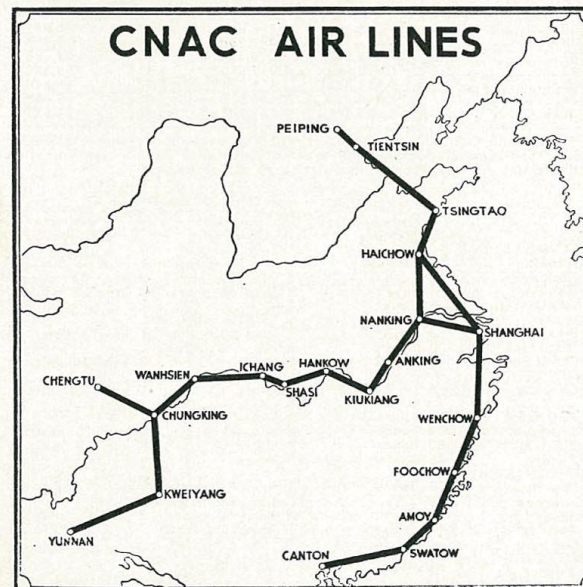 CNAC AIR LINES
PEIPING
TIENTSIN
TSINGTAO
HAICHOW
NANKING
SHANGHAI
ANKING
HANKOW
ICHANG
WANHSIEN
SHASI
KIUKIANG
CHENGTU
CHUNGKING
WENCHOW
FOOCHOW
KWEIYANG
AMOY
YUNNAN
SWATOW
CANTON